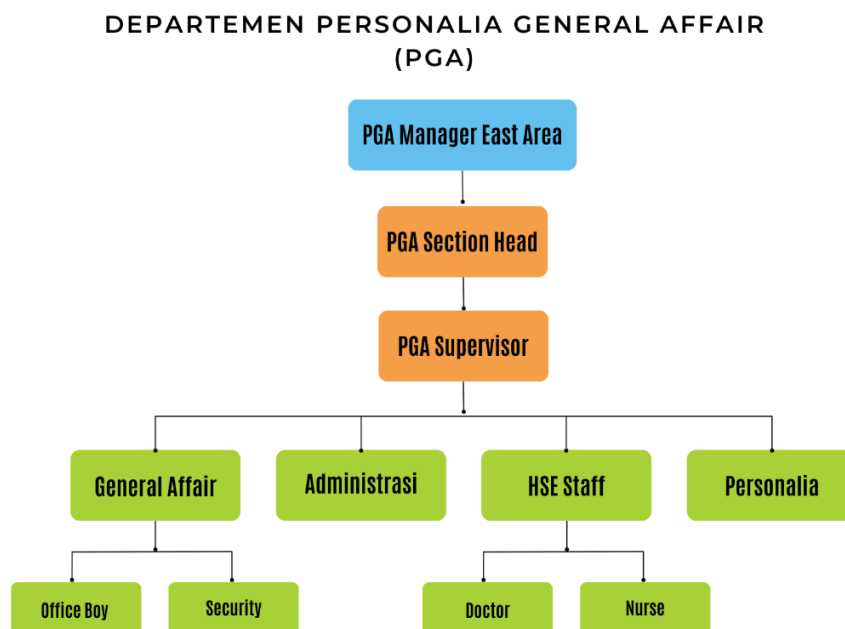 DEPARTEMEN PERSONALIA GENERAL AFFAIR
(PGA)
PGA Manager East Area
PGA Section Head
PGA Supervisor
General Affair
Administrasi
HSE Staff
Personalia
Office Boy
Security
Doctor
Nurse